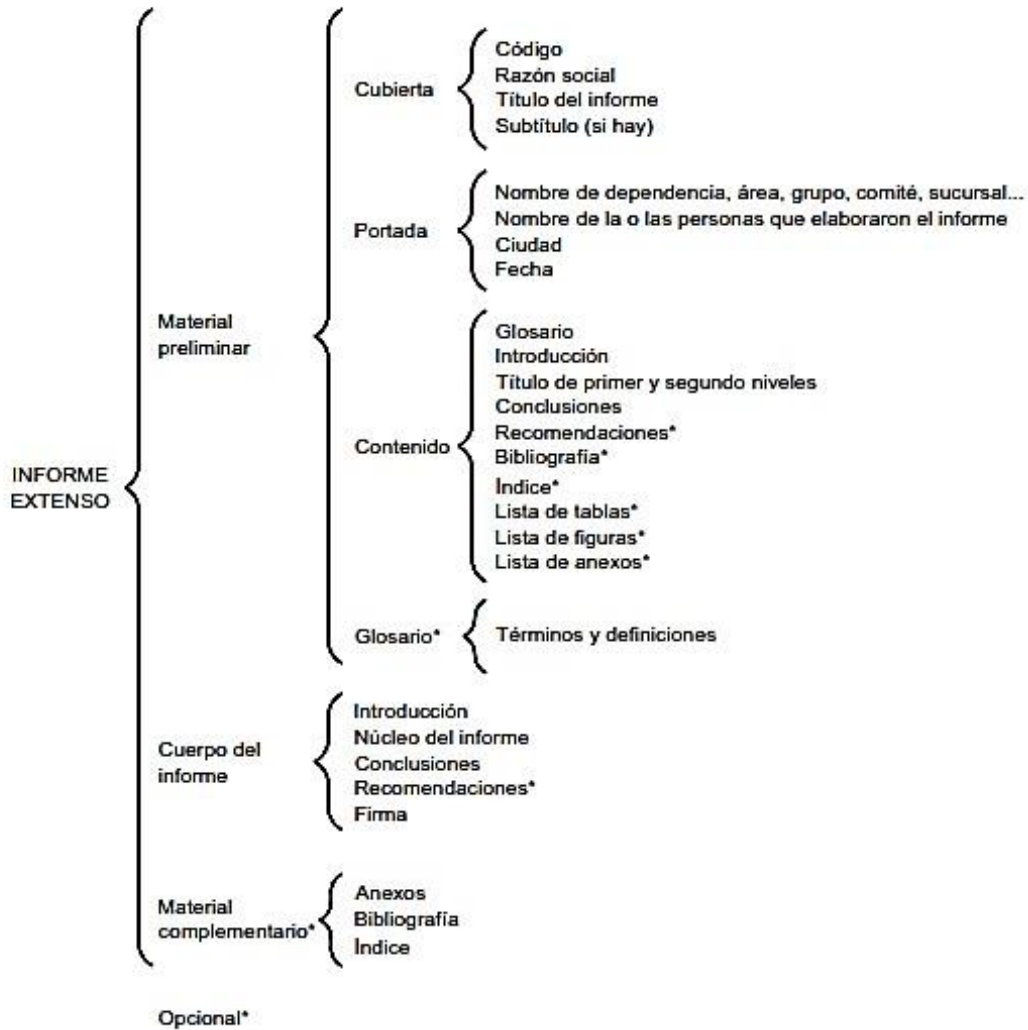 INFORME
EXTENSO
Material
preliminar
Cubierta
Código
Razón social
Título del informe
Subtítulo (si hay)
Portada
Nombre de dependencia, área, grupo, comité, sucursal...
Nombre de la o las personas que elaboraron el informe
Ciudad
Fecha
Contenido
Glosario
Introducción
Título de primer y segundo niveles
Conclusiones
Recomendaciones*
Bibliografía*
Indice*
Lista de tablas*
Lista de figuras*
Lista de anexos*
Glosario*
Términos y definiciones
Cuerpo del
informe
Introducción
Núcleo del informe
Conclusiones
Recomendaciones*
Firma
Material
complementario*
Anexos
Bibliografía
Indice
Opcional*